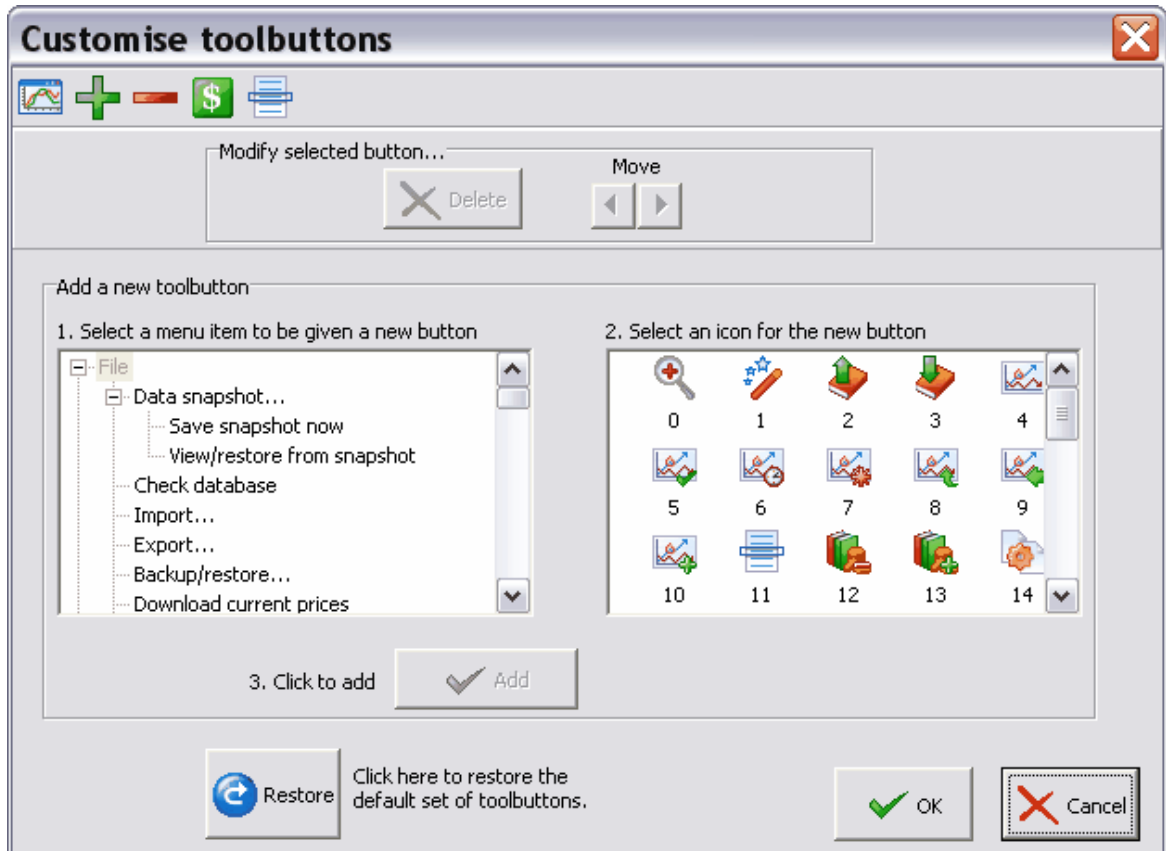 Customise toolbuttons
$
Modify selected button...
Delete
Move
Add a new toolbutton
1. Select a menu item to be given a new button
File
Data snapshot...
Save snapshot now
View/restore from snapshot
Check database
Import...
Export...
Backup/restore...
Download current prices
2. Select an icon for the new button
0 1 2 3 4
5 6 7 8 9
10 11 12 13 14
3. Click to add
Add
Restore
Click here to restore the
default set of toolbuttons.
OK
Cancel